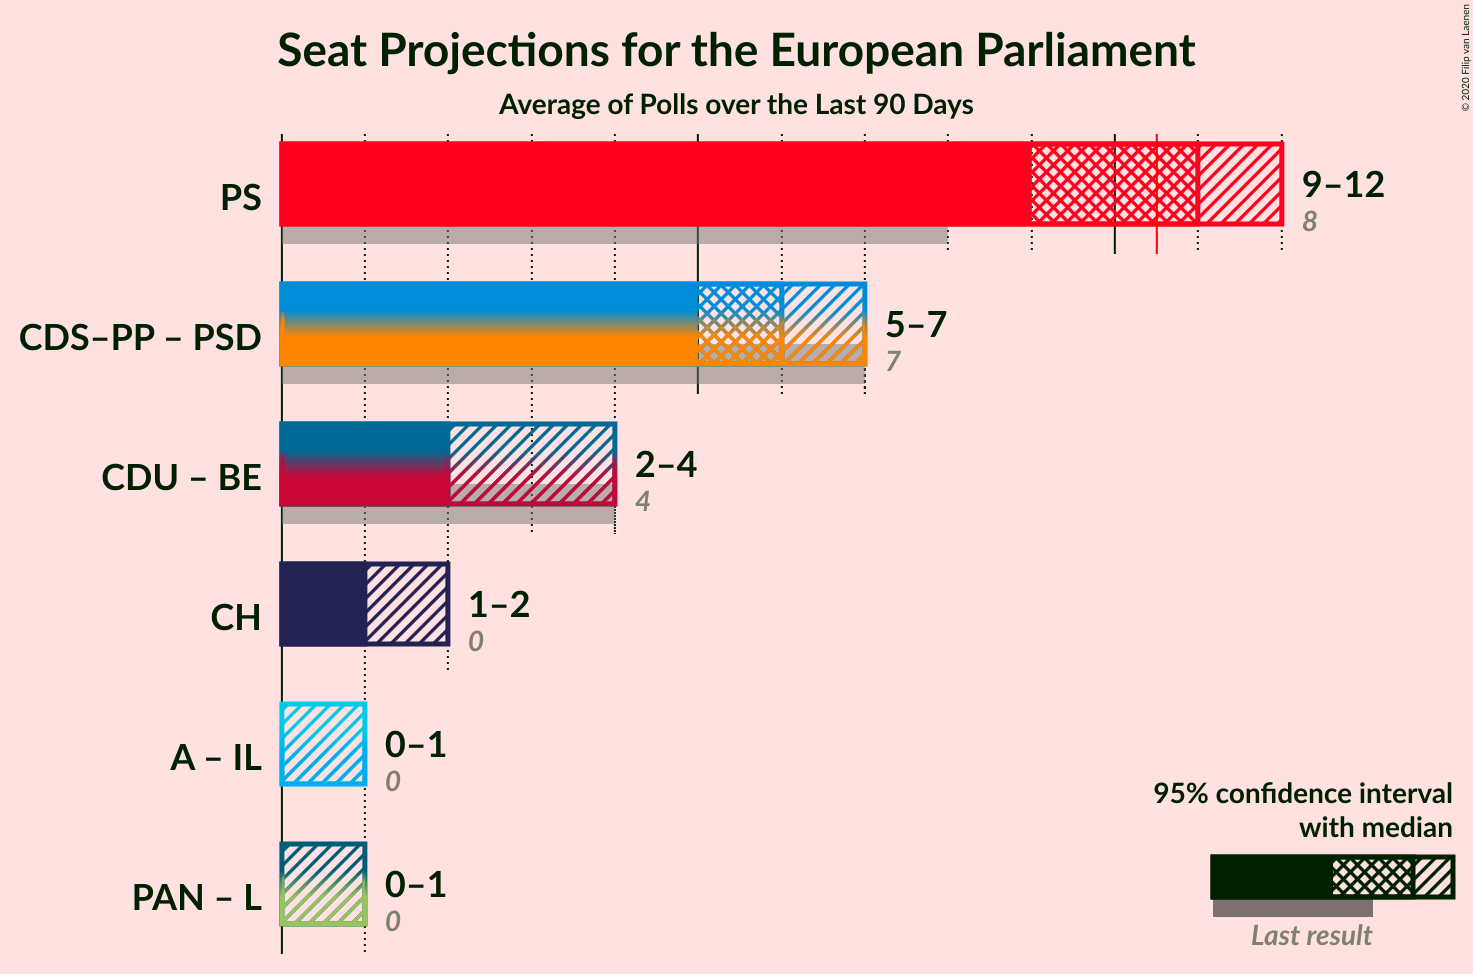 Seat Projections for the European Parliament
Average of Polls over the Last 90 Days
© 2020 Filip van Laenen
PS
9–12
8
CDS–PP – PSD
5–7
7
CDU – BE
2–4
4
CH
1–2
0
A – IL
0–1
0
PAN – L
0–1
0
95% confidence interval
with median
Last result